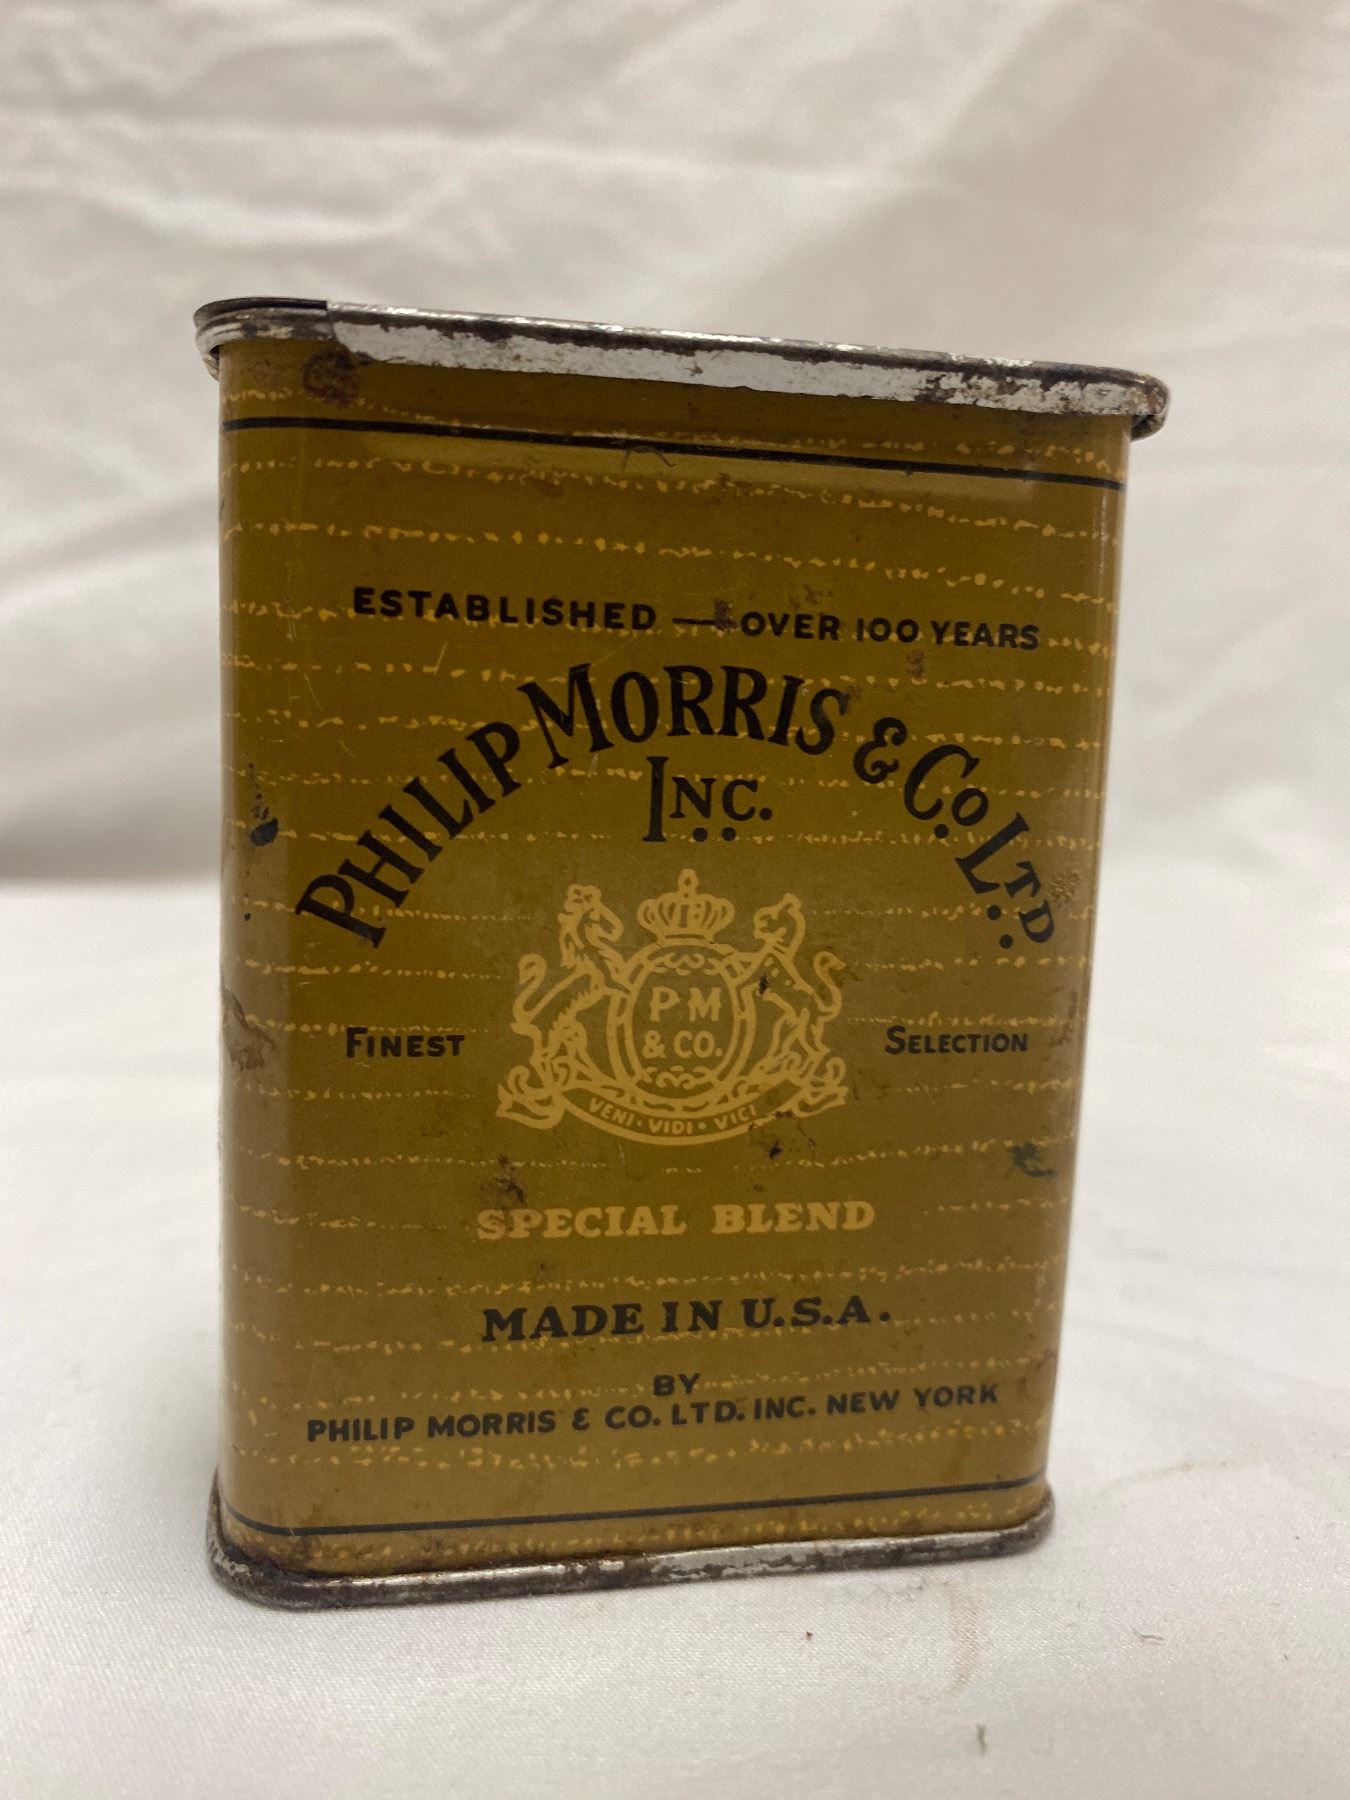 ESTABLISHED — OVER 100 YEARS
PHILIP MORRIS & CO. LTD.
INC.
P·M
& CO.
FINEST SELECTION
VENI · VIDI · VICI
SPECIAL BLEND
MADE IN U.S.A.
BY
PHILIP MORRIS & CO. LTD. INC. NEW YORK